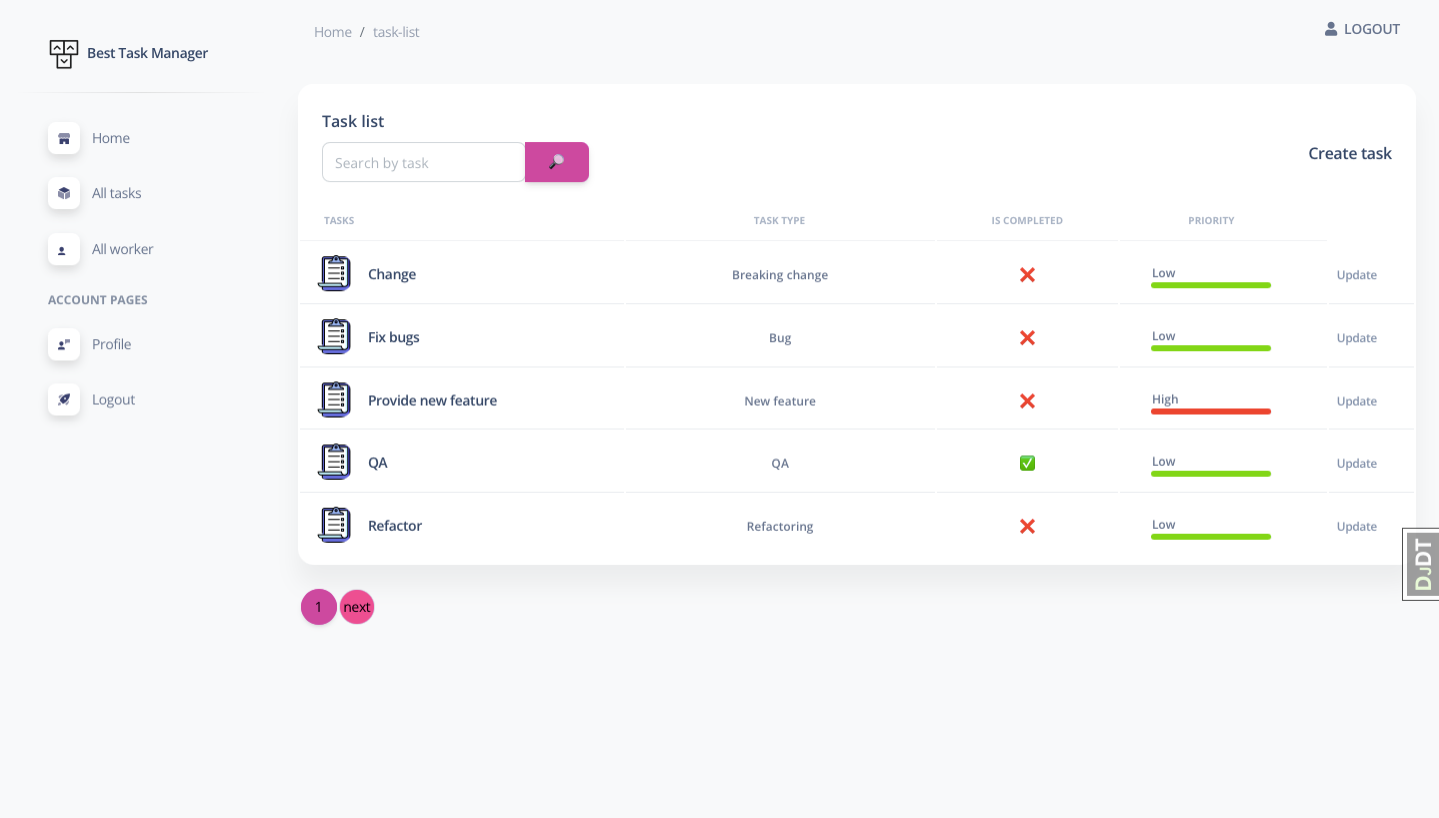 Best Task Manager
Home / task-list
LOGOUT
Home
All tasks
All worker
ACCOUNT PAGES
Profile
Logout
Task list
Search by task
Create task
TASKS TASK TYPE IS COMPLETED PRIORITY
Change Breaking change ❌ Low Update
Fix bugs Bug ❌ Low Update
Provide new feature New feature ❌ High Update
QA QA ✅ Low Update
Refactor Refactoring ❌ Low Update
1 next
DJDT